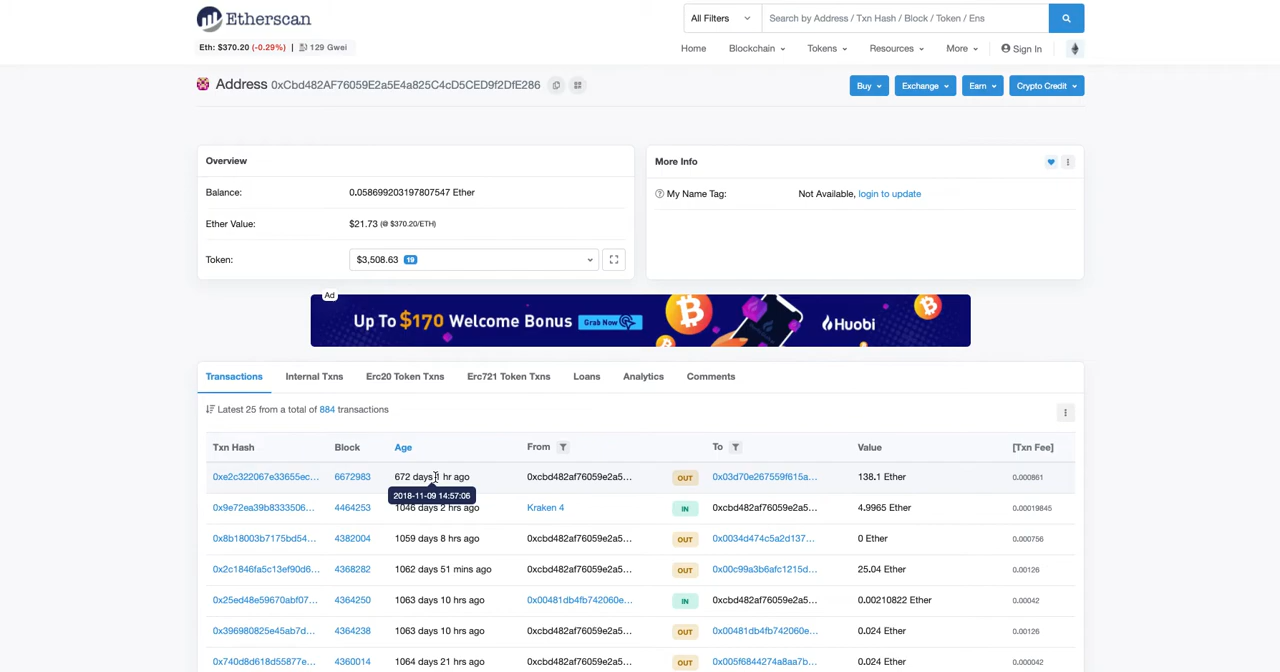 Etherscan
All Filters
Search by Address / Txn Hash / Block / Token / Ens
Eth: $370.20 (-0.29%) | 129 Gwei
Home Blockchain Tokens Resources More Sign In
Address 0xCbd482AF76059E2a5E4a825C4cD5CED9f2DfE286
Buy Exchange Earn Crypto Credit
Overview
Balance: 0.058699203197807547 Ether
Ether Value: $21.73 (@ $370.20/ETH)
Token: $3,508.63 19
More Info
My Name Tag: Not Available, login to update
Ad
Up To $170 Welcome Bonus Grab Now Huobi
Transactions Internal Txns Erc20 Token Txns Erc721 Token Txns Loans Analytics Comments
Latest 25 from a total of 884 transactions
Txn Hash Block Age From To Value [Txn Fee]
0xe2c322067e33655ec... 6672983 672 days 1 hr ago 0xcbd482af76059e2a5... OUT 0x03d70e267559f615a... 138.1 Ether 0.000861
2018-11-09 14:57:06
0x9e72ea39b8333506... 4464253 1046 days 2 hrs ago Kraken 4 IN 0xcbd482af76059e2a5... 4.9965 Ether 0.00019845
0x8b18003b7175bd54... 4382004 1059 days 8 hrs ago 0xcbd482af76059e2a5... OUT 0x0034d474c5a2d137... 0 Ether 0.000756
0x2c1846fa5c13ef90d6... 4368282 1062 days 51 mins ago 0xcbd482af76059e2a5... OUT 0x00c99a3b6afc1215d... 25.04 Ether 0.00126
0x25ed48e59670abf07... 4364250 1063 days 10 hrs ago 0x00481db4fb742060e... IN 0xcbd482af76059e2a5... 0.00210822 Ether 0.00042
0x396980825e45ab7d... 4364238 1063 days 10 hrs ago 0xcbd482af76059e2a5... OUT 0x00481db4fb742060e... 0.024 Ether 0.00126
0x740d8d618d55877e... 4360014 1064 days 21 hrs ago 0xcbd482af76059e2a5... OUT 0x005f6844274a8aa7b... 0.024 Ether 0.000042